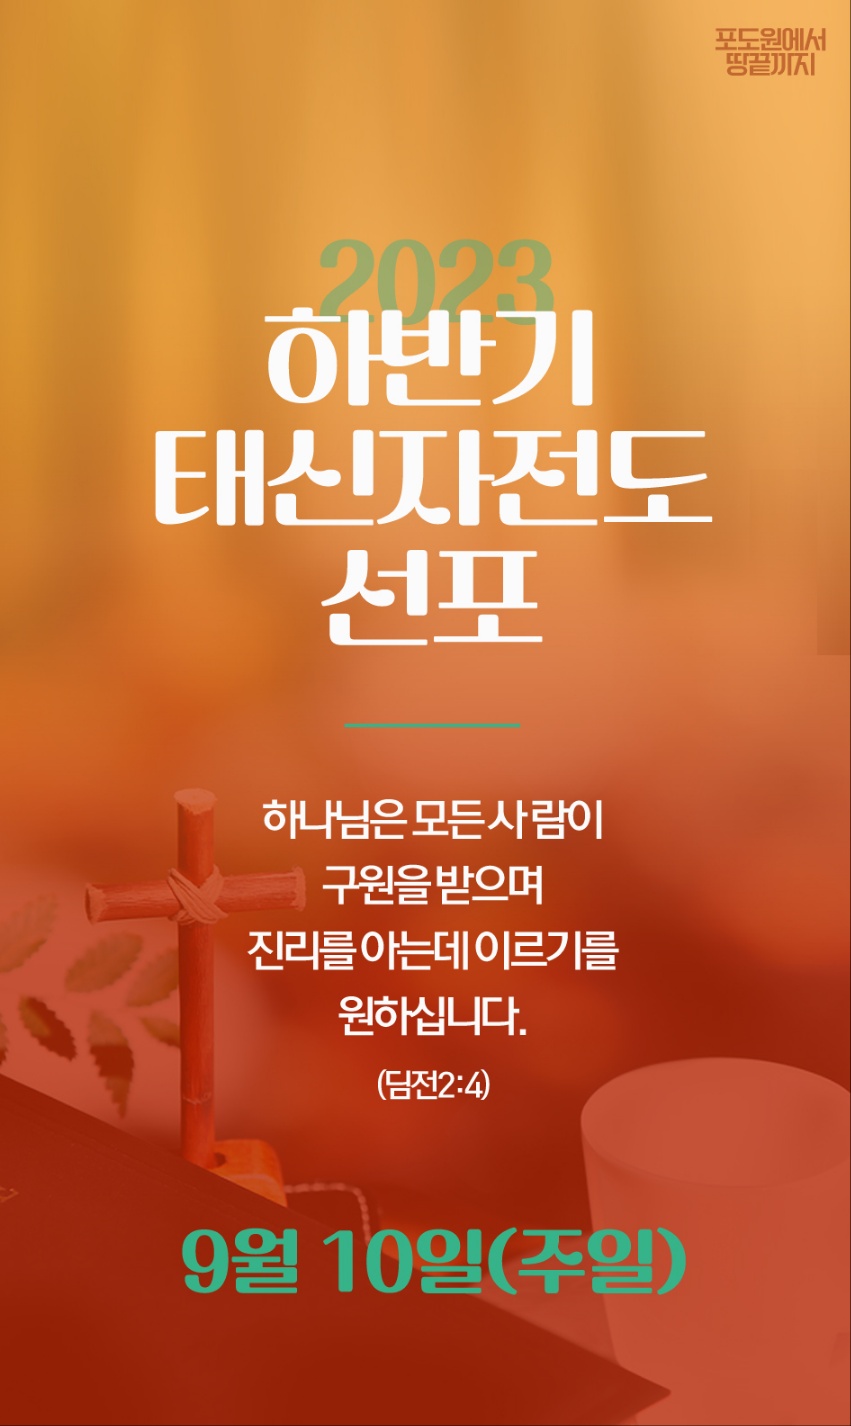 포도원에서
땅끝까지
2023
하반기
태신자전도
선포
하나님은 모든 사람이
구원을 받으며
진리를 아는데 이르기를
원하십니다.
(딤전2:4)
9월 10일(주일)